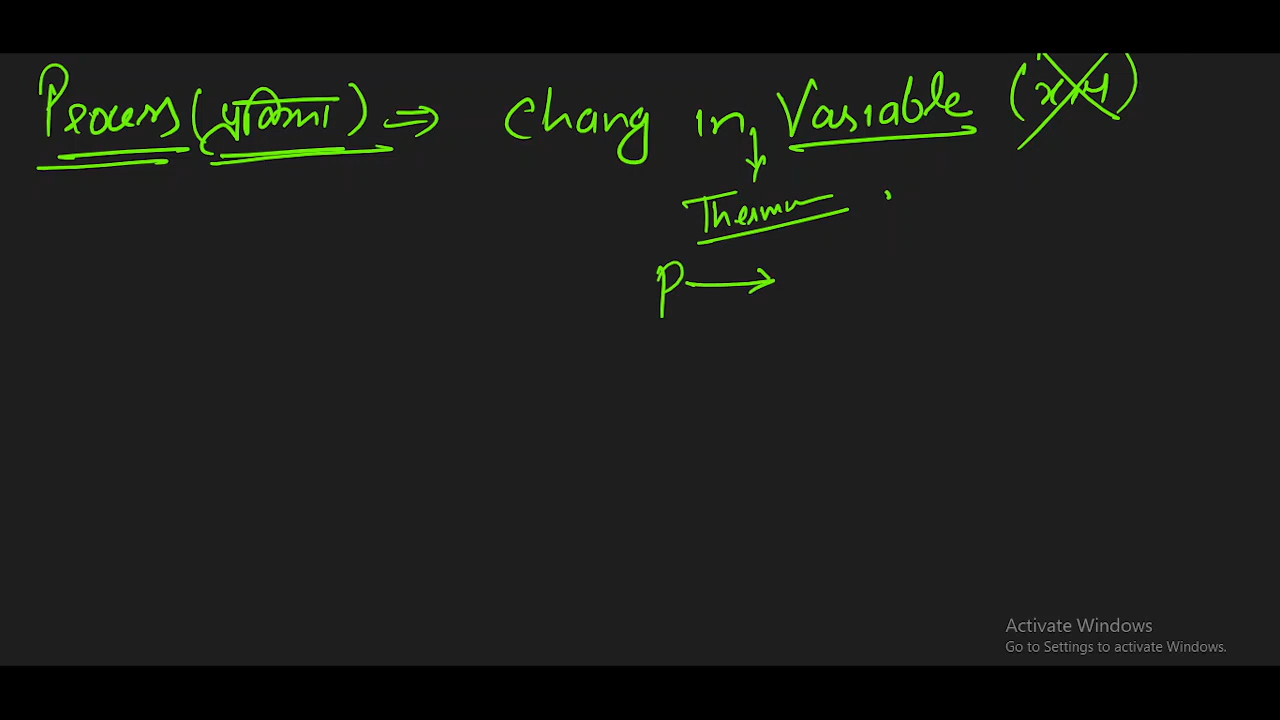 Process (प्रक्रिया) ⇒ Chang in Variable (x, y)
Thermo
P →
Activate Windows
Go to Settings to activate Windows.